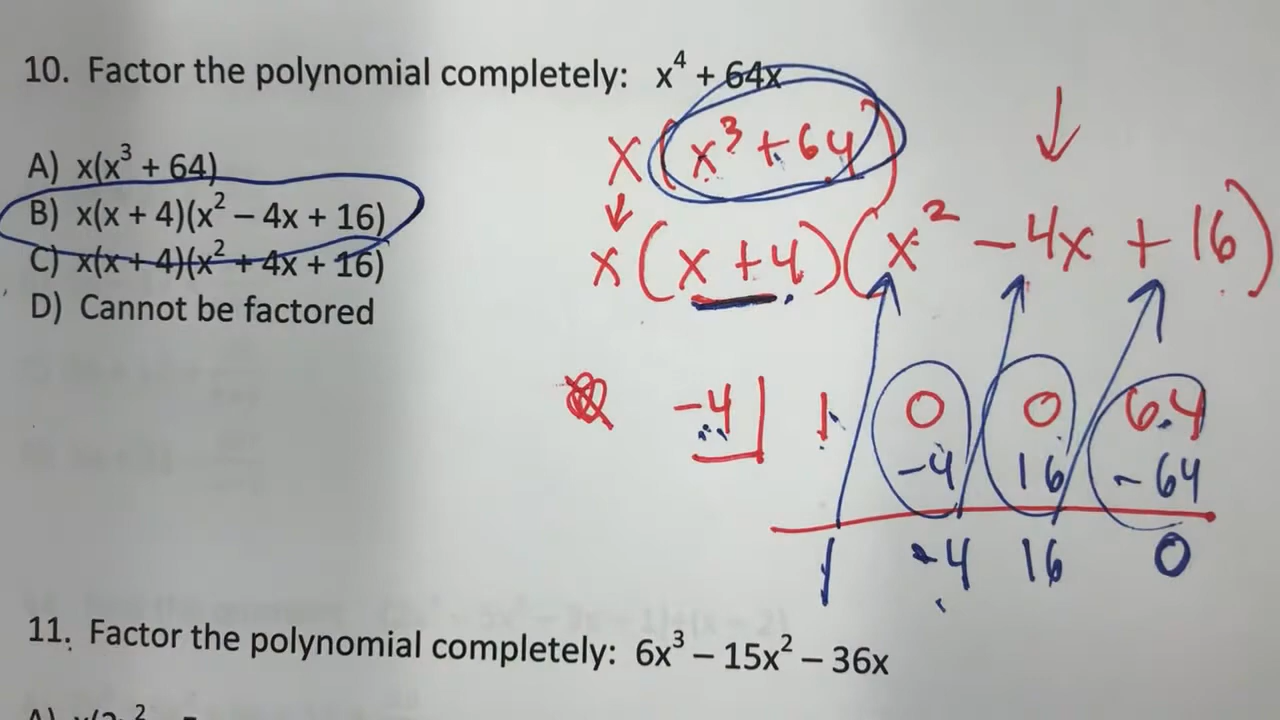 10. Factor the polynomial completely: x⁴ + 64x
x(x³ + 64)
A) x(x³ + 64)
B) x(x + 4)(x² – 4x + 16)
x(x + 4)(x² – 4x + 16)
C) x(x + 4)(x² + 4x + 16)
D) Cannot be factored
-4 1 0 0 64
-4 16 -64
1 -4 16 0
11. Factor the polynomial completely: 6x³ – 15x² – 36x